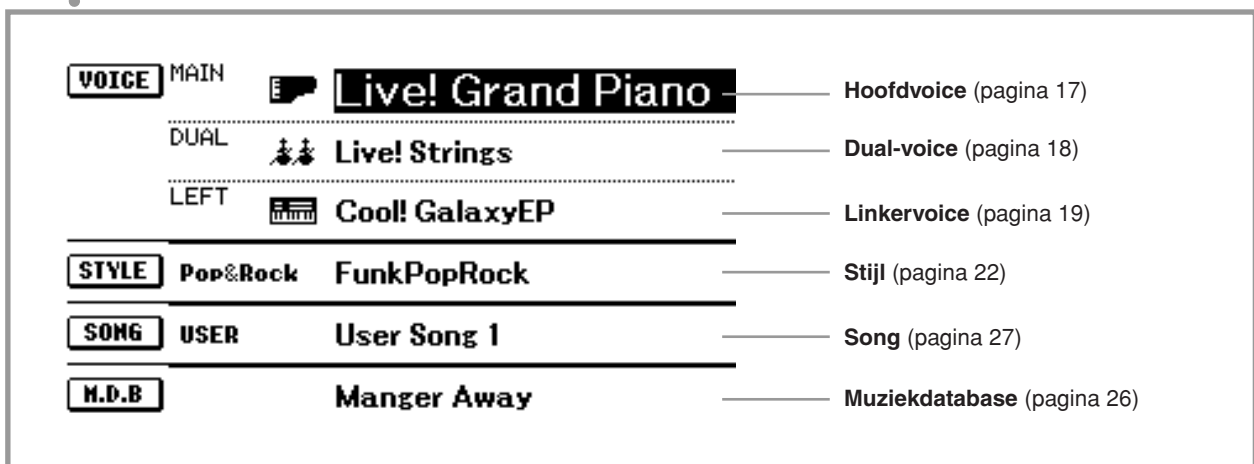 VOICE MAIN Live! Grand Piano Hoofdvoice (pagina 17)
DUAL Live! Strings Dual-voice (pagina 18)
LEFT Cool! GalaxyEP Linkervoice (pagina 19)
STYLE Pop&Rock FunkPopRock Stijl (pagina 22)
SONG USER User Song 1 Song (pagina 27)
M.D.B Manger Away Muziekdatabase (pagina 26)